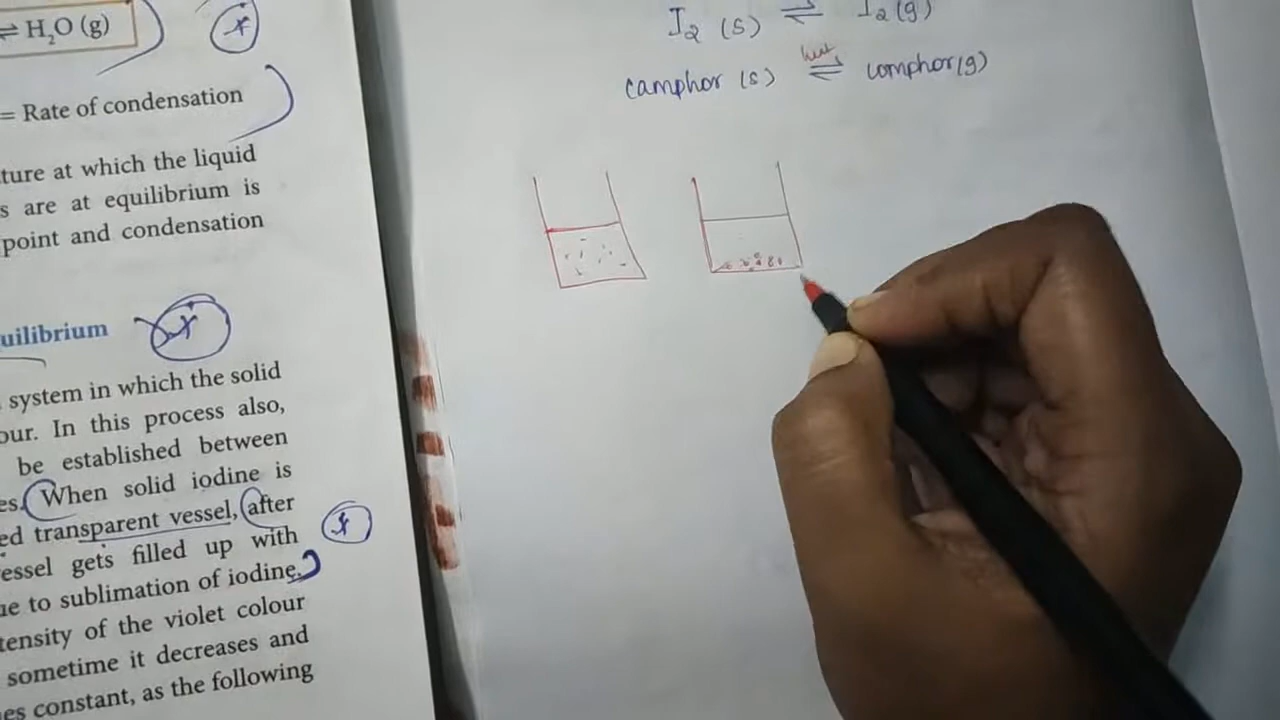 ⇌ H₂O (g)
= Rate of condensation
ture at which the liquid
s are at equilibrium is
point and condensation
uilibrium
system in which the solid
our. In this process also,
be established between
es. When solid iodine is
ed transparent vessel, after
essel gets filled up with
ue to sublimation of iodine.
tensity of the violet colour
sometime it decreases and
es constant, as the following
I₂ (s) ⇌ I₂(g)
heat
camphor (s) ⇌ comphor(g)